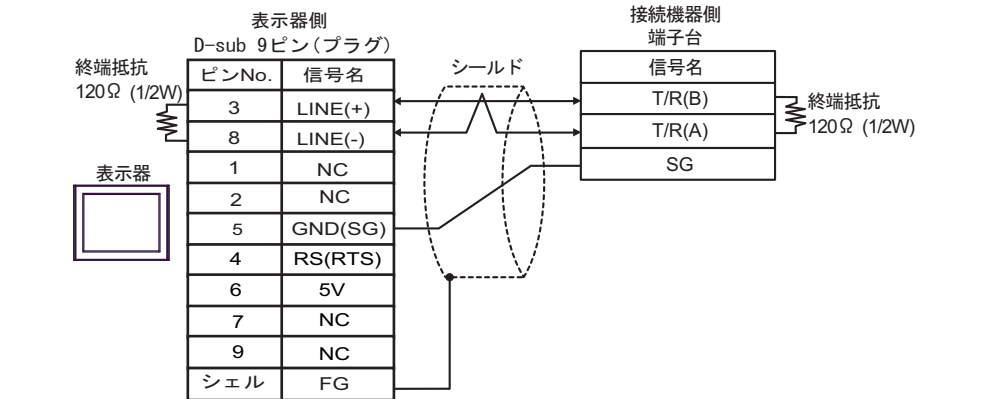 表示器側
D-sub 9ピン(プラグ)
終端抵抗
120Ω (1/2W)
ピンNo. 信号名
3 LINE(+)
8 LINE(-)
1 NC
2 NC
5 GND(SG)
4 RS(RTS)
6 5V
7 NC
9 NC
シェル FG
表示器
シールド
接続機器側
端子台
信号名
T/R(B)
T/R(A)
SG
終端抵抗
120Ω (1/2W)